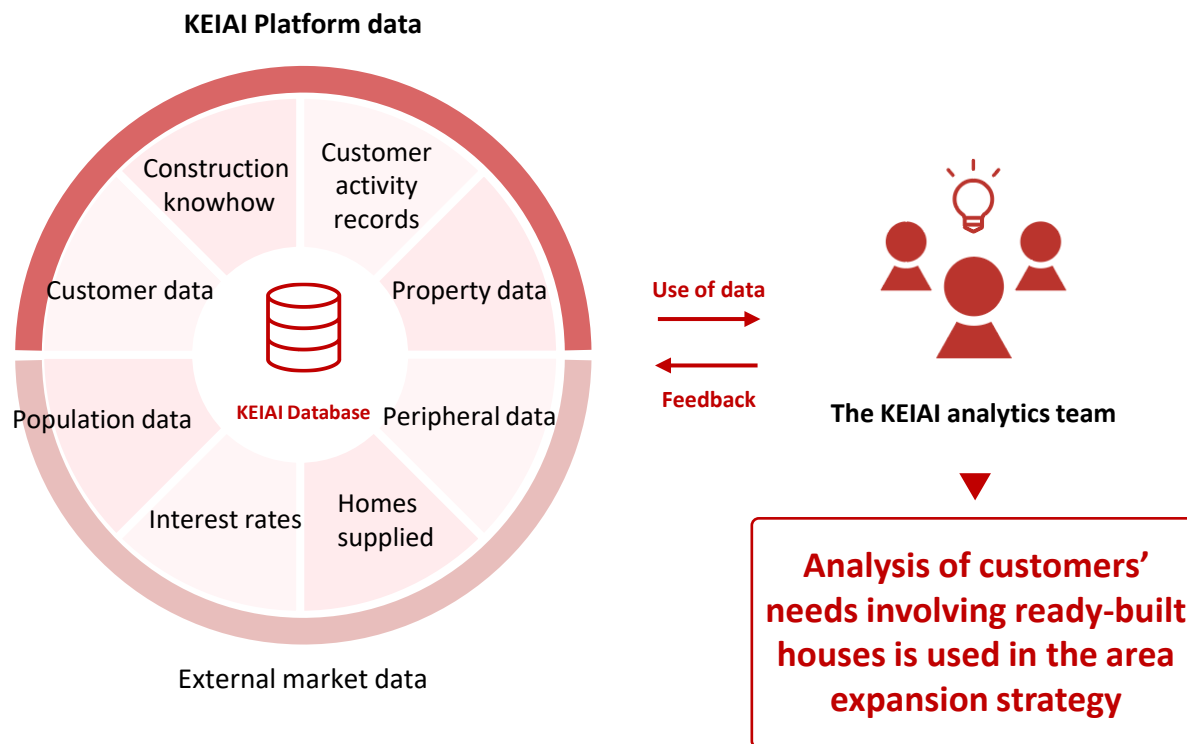 KEIAI Platform data
Construction
knowhow
Customer
activity
records
Customer data
Property data
KEIAI Database
Population data
Peripheral data
Interest rates
Homes
supplied
External market data
Use of data
Feedback
The KEIAI analytics team
Analysis of customers’
needs involving ready-built
houses is used in the area
expansion strategy